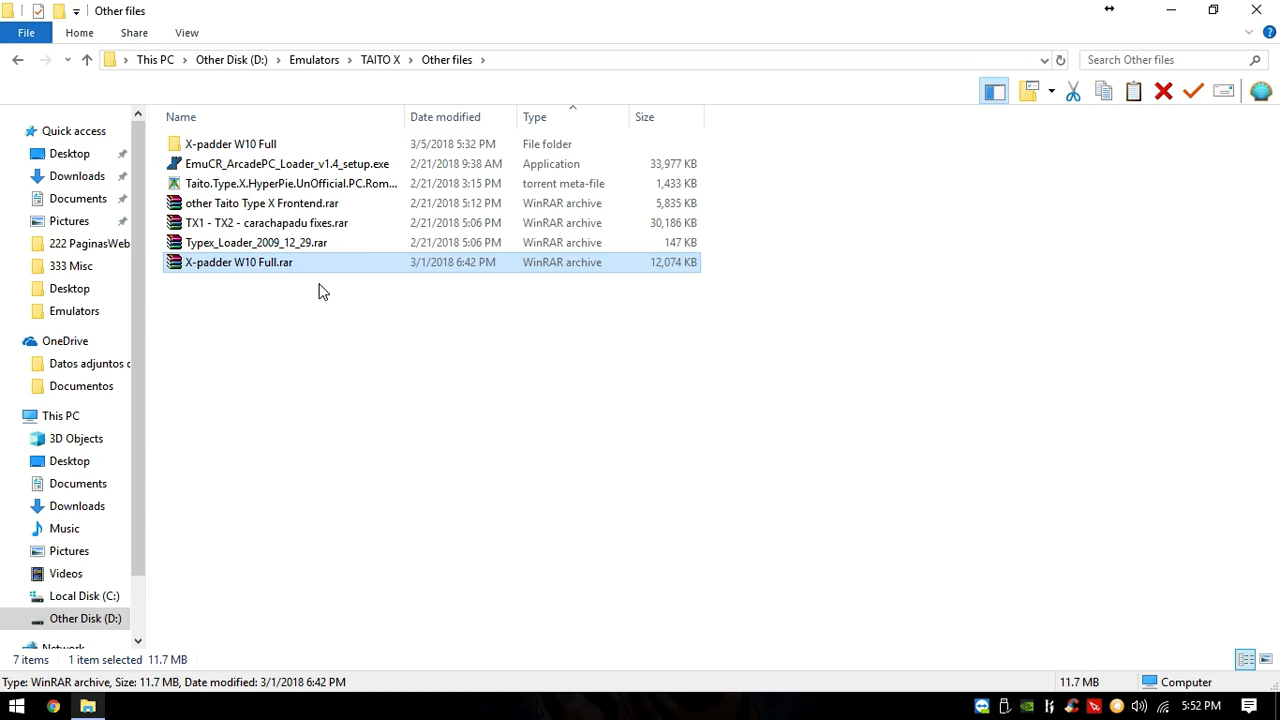 Other files
File Home Share View
This PC Other Disk (D:) Emulators TAITO X Other files Search Other files
Name Date modified Type Size
X-padder W10 Full 3/5/2018 5:32 PM File folder
EmuCR_ArcadePC_Loader_v1.4_setup.exe 2/21/2018 9:38 AM Application 33,977 KB
Taito.Type.X.HyperPie.UnOfficial.PC.Rom... 2/21/2018 3:15 PM torrent meta-file 1,433 KB
other Taito Type X Frontend.rar 2/21/2018 5:12 PM WinRAR archive 5,835 KB
TX1 - TX2 - carachapadu fixes.rar 2/21/2018 5:06 PM WinRAR archive 30,186 KB
Typex_Loader_2009_12_29.rar 2/21/2018 5:06 PM WinRAR archive 147 KB
X-padder W10 Full.rar 3/1/2018 6:42 PM WinRAR archive 12,074 KB
Quick access
Desktop
Downloads
Documents
Pictures
222 PaginasWeb
333 Misc
Desktop
Emulators
OneDrive
Datos adjuntos
Documentos
This PC
3D Objects
Desktop
Documents
Downloads
Music
Pictures
Videos
Local Disk (C:)
Other Disk (D:)
Network
7 items 1 item selected 11.7 MB
Type: WinRAR archive, Size: 11.7 MB, Date modified: 3/1/2018 6:42 PM 11.7 MB Computer
5:52 PM